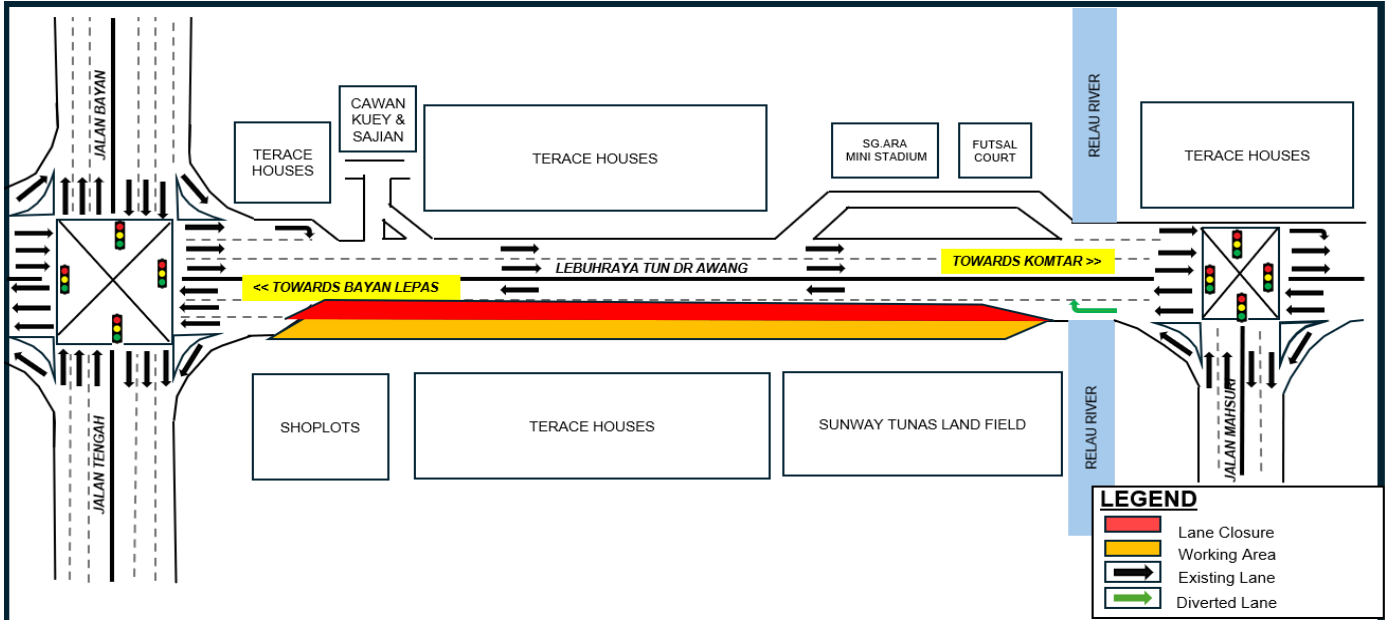 JALAN BAYAN
CAWAN
KUEY &
SAJIAN
TERACE
HOUSES
TERACE HOUSES
SG.ARA
MINI STADIUM
FUTSAL
COURT
RELAU RIVER
TERACE HOUSES
TOWARDS KOMTAR >>
LEBUHRAYA TUN DR AWANG
<< TOWARDS BAYAN LEPAS
SHOPLOTS
TERACE HOUSES
SUNWAY TUNAS LAND FIELD
RELAU RIVER
JALAN MAHSURI
JALAN TENGAH
LEGEND
Lane Closure
Working Area
Existing Lane
Diverted Lane